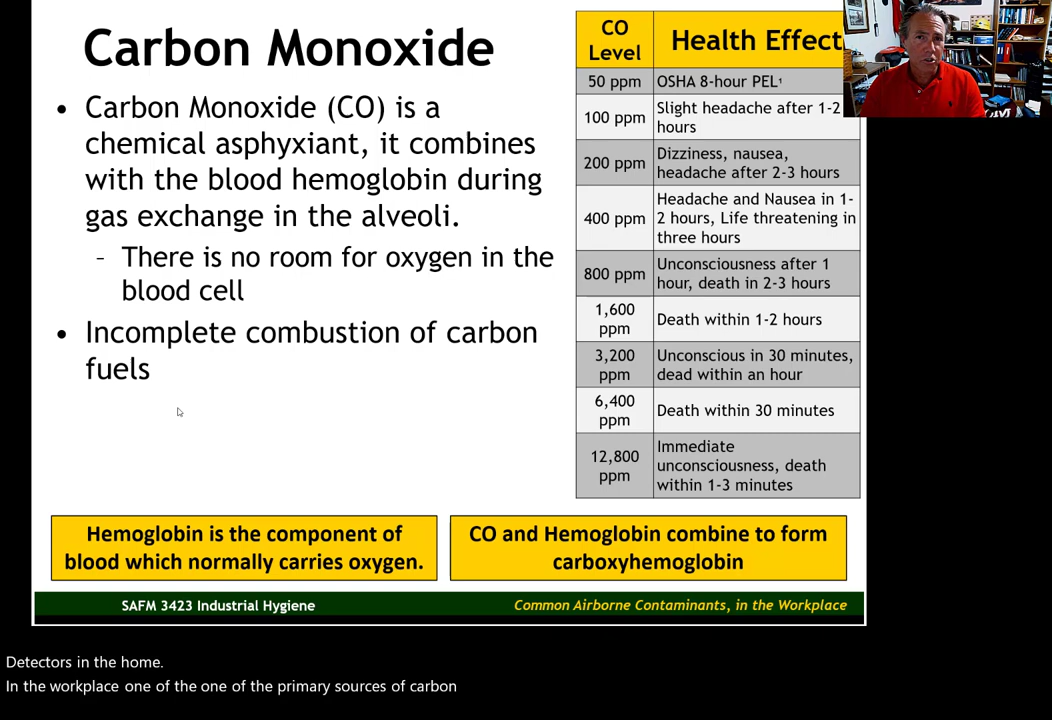 Carbon Monoxide
• Carbon Monoxide (CO) is a
chemical asphyxiant, it combines
with the blood hemoglobin during
gas exchange in the alveoli.
– There is no room for oxygen in the
blood cell
• Incomplete combustion of carbon
fuels
CO
Level
Health Effect
50 ppm
OSHA 8-hour PEL¹
100 ppm
Slight headache after 1-2
hours
200 ppm
Dizziness, nausea,
headache after 2-3 hours
400 ppm
Headache and Nausea in 1-
2 hours, Life threatening in
three hours
800 ppm
Unconsciousness after 1
hour, death in 2-3 hours
1,600
ppm
Death within 1-2 hours
3,200
ppm
Unconscious in 30 minutes,
dead within an hour
6,400
ppm
Death within 30 minutes
12,800
ppm
Immediate
unconsciousness, death
within 1-3 minutes
Hemoglobin is the component of
blood which normally carries oxygen.
CO and Hemoglobin combine to form
carboxyhemoglobin
SAFM 3423 Industrial Hygiene
Common Airborne Contaminants, in the Workplace
Detectors in the home.
In the workplace one of the one of the primary sources of carbon